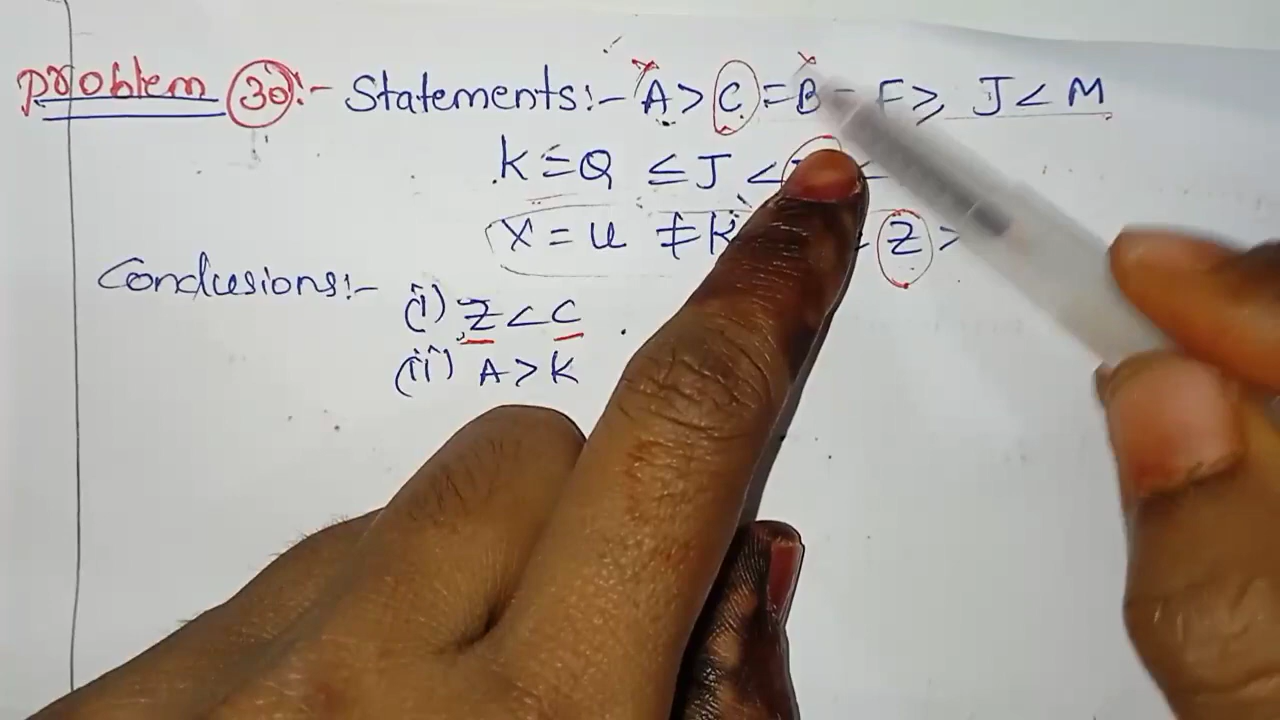 Problem 30:- Statements:- A > C = B = F ≥ J < M
K = Q ≤ J <
X = U ≠ K = Z >
Conclusions:-
(i) Z < C .
(ii) A > K